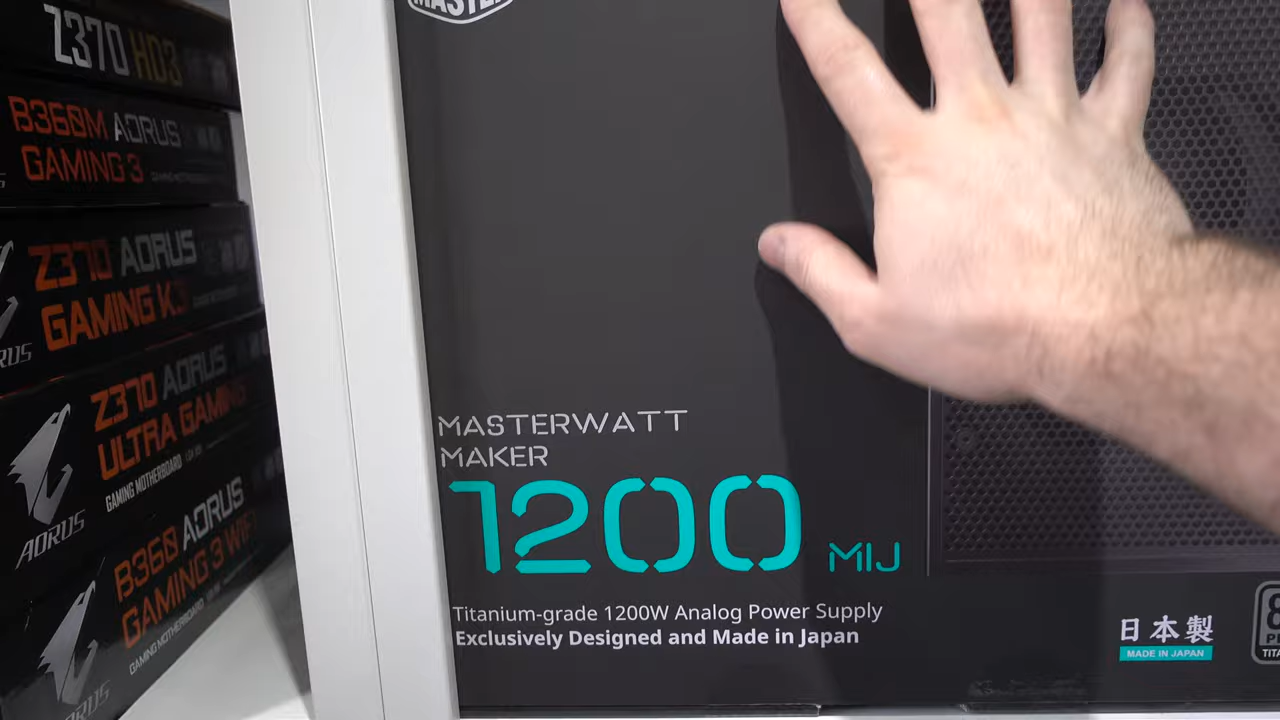 Z370 HD3
B360M AORUS
GAMING 3
Z370 AORUS
GAMING K3
AORUS
Z370 AORUS
ULTRA GAMING
GAMING MOTHERBOARD
AORUS
B360 AORUS
GAMING 3 WIFI
GAMING MOTHERBOARD
AORUS
MASTER
MASTERWATT
MAKER
1200 MIJ
Titanium-grade 1200W Analog Power Supply
Exclusively Designed and Made in Japan
日本製
MADE IN JAPAN